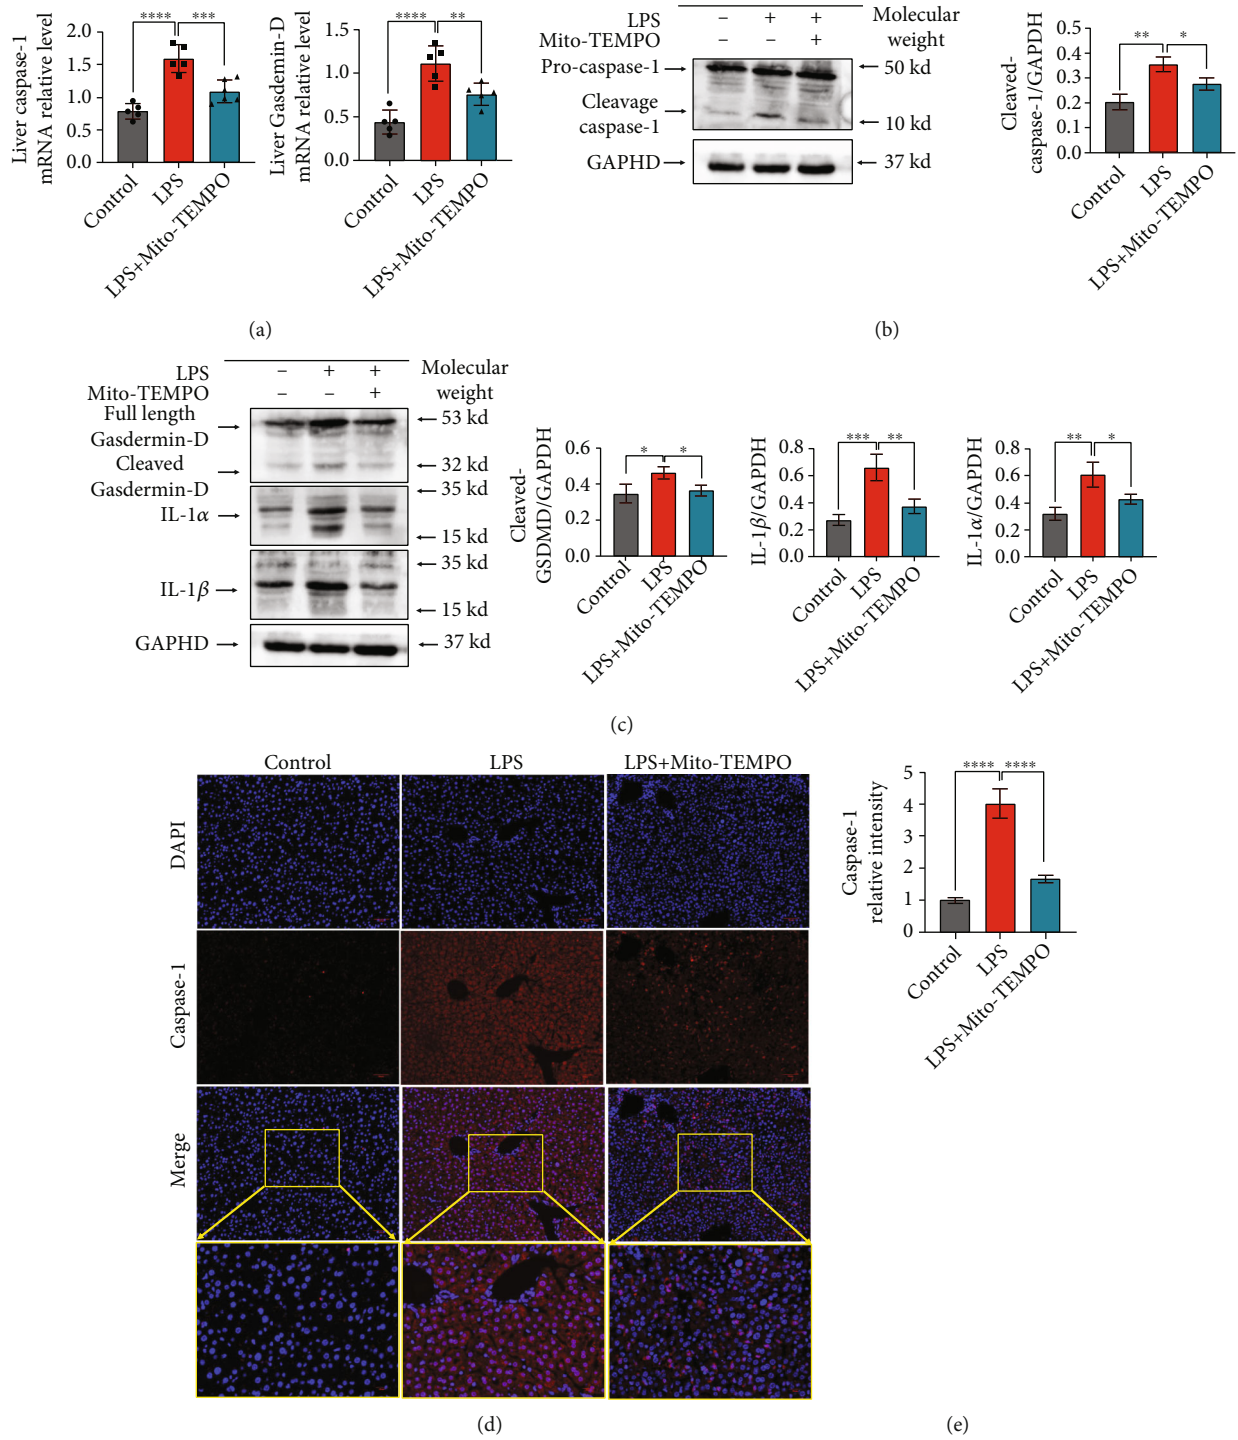 Liver caspase-1
mRNA relative level
2.0
1.5
1.0
0.5
0.0
****
***
Control
LPS
LPS+Mito-TEMPO
Liver Gasdemin-D
mRNA relative level
1.5
1.0
0.5
0.0
****
**
Control
LPS
LPS+Mito-TEMPO
(a)
LPS – + + Molecular
Mito-TEMPO – – + weight
Pro-caspase-1
50 kd
Cleavage
caspase-1
10 kd
GAPHD
37 kd
Cleaved-
caspase-1/GAPDH
0.5
0.4
0.3
0.2
0.1
0
**
*
Control
LPS
LPS+Mito-TEMPO
(b)
LPS – + + Molecular
Mito-TEMPO – – + weight
Full length
Gasdermin-D
53 kd
Cleaved
Gasdermin-D
32 kd
35 kd
IL-1α
15 kd
35 kd
IL-1β
15 kd
GAPHD
37 kd
Cleaved-
GSDMD/GAPDH
0.6
0.4
0.2
0.0
*
*
Control
LPS
LPS+Mito-TEMPO
IL-1β/GAPDH
0.8
0.6
0.4
0.2
0.0
***
**
Control
LPS
LPS+Mito-TEMPO
IL-1α/GAPDH
0.8
0.6
0.4
0.2
0.0
**
*
Control
LPS
LPS+Mito-TEMPO
(c)
Control
LPS
LPS+Mito-TEMPO
DAPI
Caspase-1
Merge
(d)
Caspase-1
relative intensity
5
4
3
2
1
0
****
****
Control
LPS
LPS+Mito-TEMPO
(e)